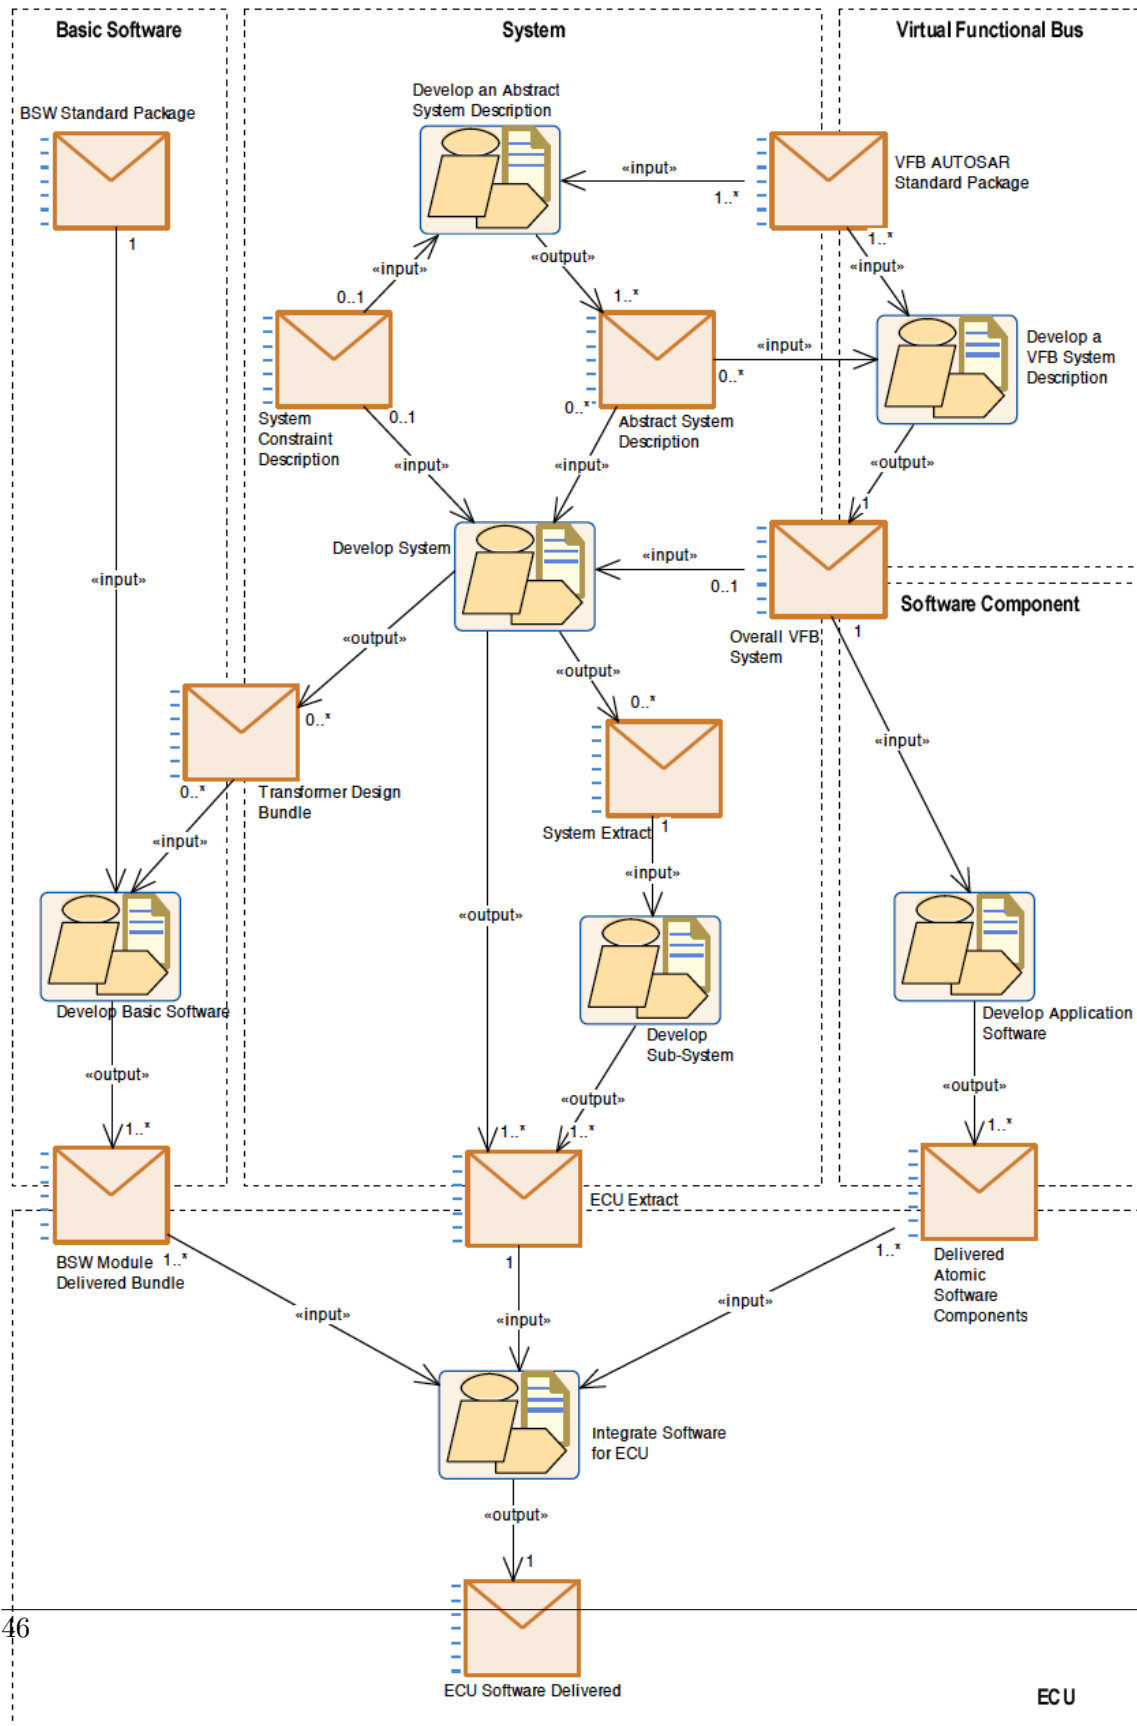 Basic Software
System
Virtual Functional Bus
Develop an Abstract
System Description
BSW Standard Package
VFB AUTOSAR
Standard Package
«input»
1..*
1
1..*
«output»
«input»
«input»
0..1
1..*
Develop a
VFB System
Description
«input»
0..*
0..1
0..*
System
Constraint
Description
Abstract System
Description
«input»
«input»
«output»
1
Develop System
«input»
0..1
«input»
Software Component
1
Overall VFB
System
«output»
«output»
0..*
0..*
«input»
0..*
Transformer Design
Bundle
System Extract
1
«input»
«input»
«output»
Develop Basic Software
Develop Application
Software
Develop
Sub-System
«output»
«output»
«output»
1..*
1..*
1..*
1..*
ECU Extract
BSW Module
Delivered Bundle
1..*
1
1..*
Delivered
Atomic
Software
Components
«input»
«input»
«input»
Integrate Software
for ECU
«output»
1
46
ECU Software Delivered
ECU